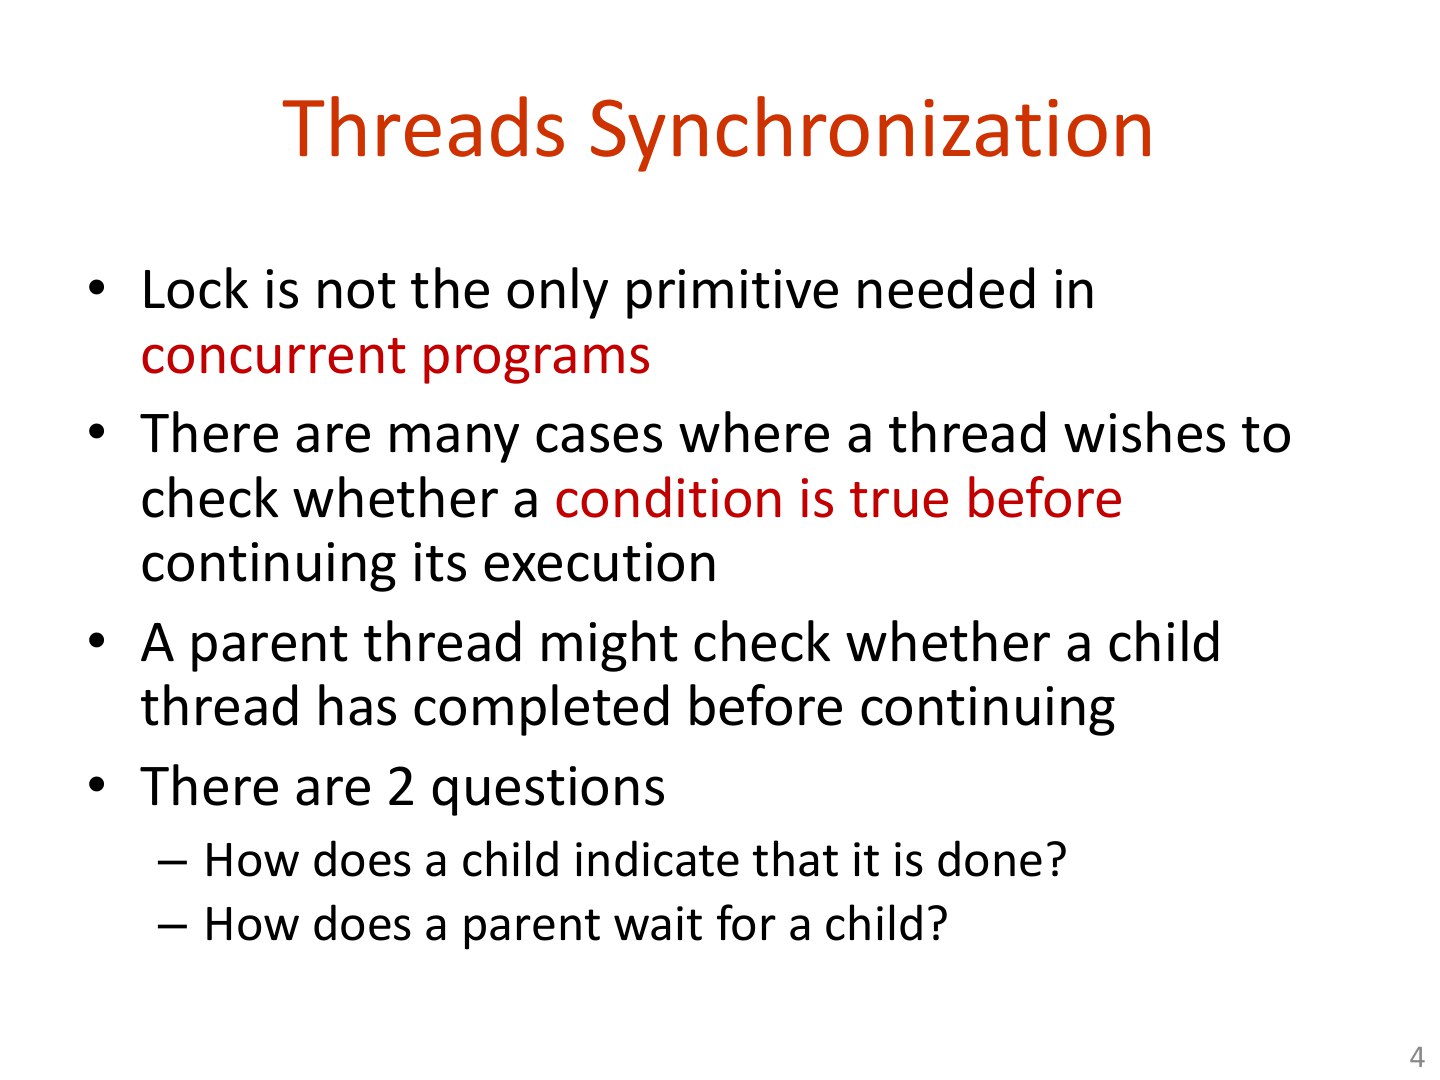 Threads Synchronization
• Lock is not the only primitive needed in
concurrent programs
• There are many cases where a thread wishes to
check whether a condition is true before
continuing its execution
• A parent thread might check whether a child
thread has completed before continuing
• There are 2 questions
– How does a child indicate that it is done?
– How does a parent wait for a child?
4